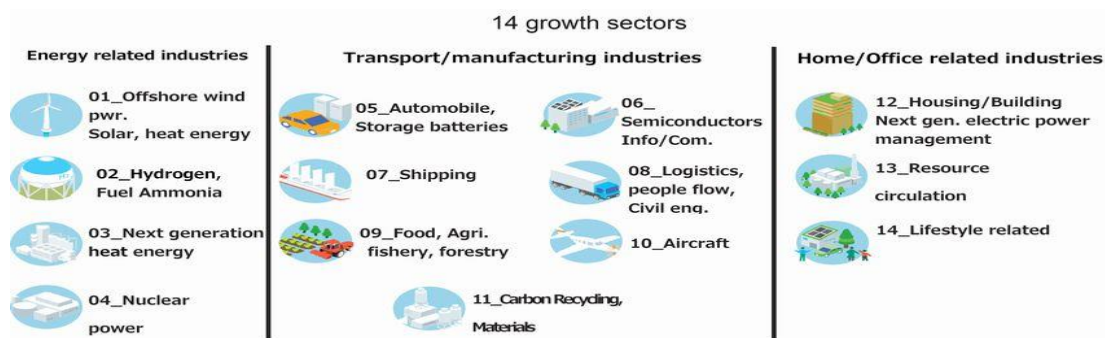 14 growth sectors
Energy related industries
01_Offshore wind
pwr.
Solar, heat energy
02_Hydrogen,
Fuel Ammonia
03_Next generation
heat energy
04_Nuclear
power
Transport/manufacturing industries
05_Automobile,
Storage batteries
06_
Semiconductors
Info/Com.
07_Shipping
08_Logistics,
people flow,
Civil eng.
09_Food, Agri.
fishery, forestry
10_Aircraft
11_Carbon Recycling,
Materials
Home/Office related industries
12_Housing/Building
Next gen. electric power
management
13_Resource
circulation
14_Lifestyle related